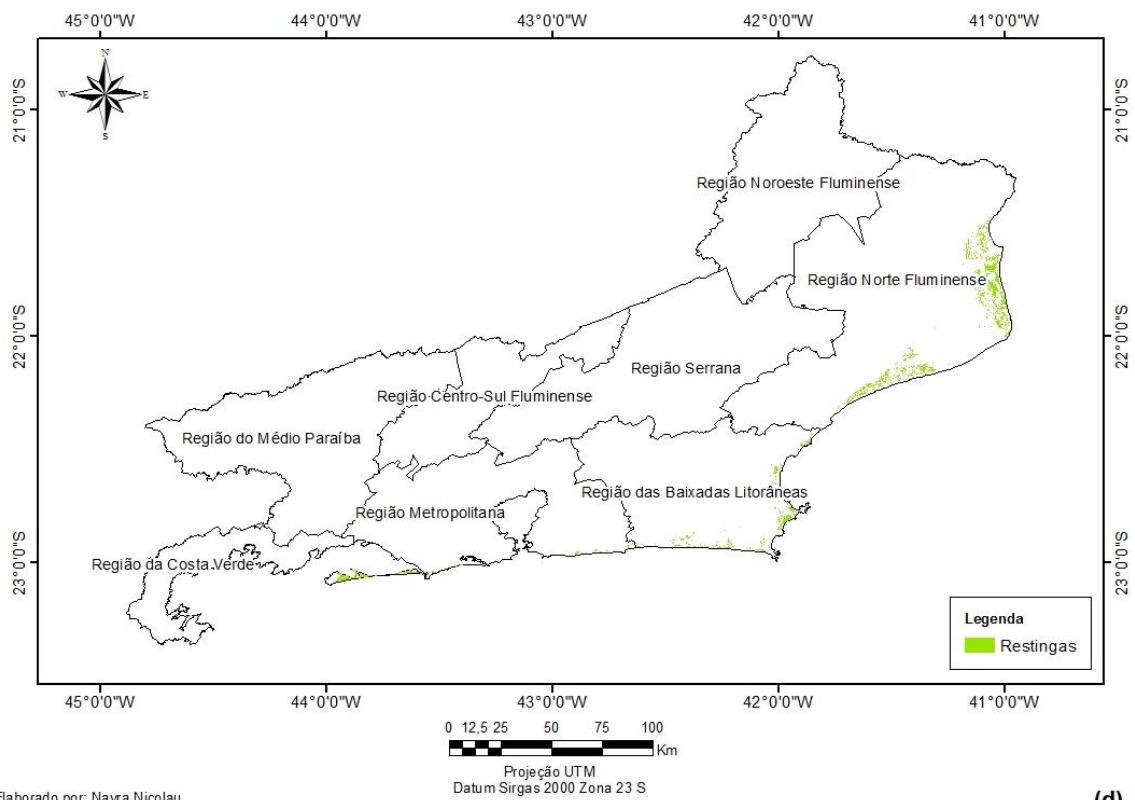 45°0'0"W 44°0'0"W 43°0'0"W 42°0'0"W 41°0'0"W
N
W E
S
21°0'0"S 21°0'0"S
Região Noroeste Fluminense
Região Norte Fluminense
22°0'0"S 22°0'0"S
Região Serrana
Região Centro-Sul Fluminense
Região do Médio Paraíba
Região das Baixadas Litorâneas
Região Metropolitana
Região da Costa Verde
23°0'0"S 23°0'0"S
Legenda
Restingas
45°0'0"W 44°0'0"W 43°0'0"W 42°0'0"W 41°0'0"W
0 12,5 25 50 75 100
Km
Projeção UTM
Datum Sirgas 2000 Zona 23 S
Elaborado por: Nayra Nicolau
(d)